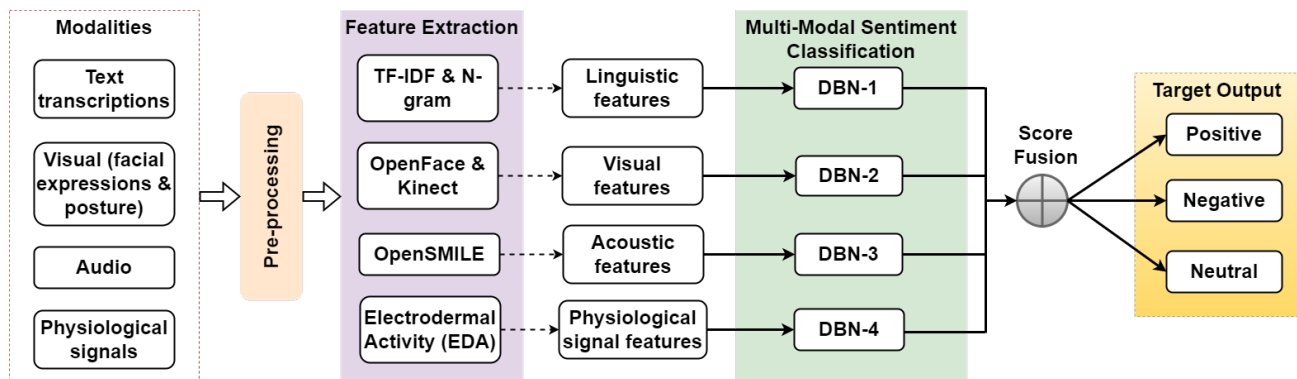 Modalities
Text
transcriptions
Visual (facial
expressions &
posture)
Audio
Physiological
signals
Pre-processing
Feature Extraction
TF-IDF & N-
gram
OpenFace &
Kinect
OpenSMILE
Electrodermal
Activity (EDA)
Linguistic
features
Visual
features
Acoustic
features
Physiological
signal features
Multi-Modal Sentiment
Classification
DBN-1
DBN-2
DBN-3
DBN-4
Score
Fusion
Target Output
Positive
Negative
Neutral